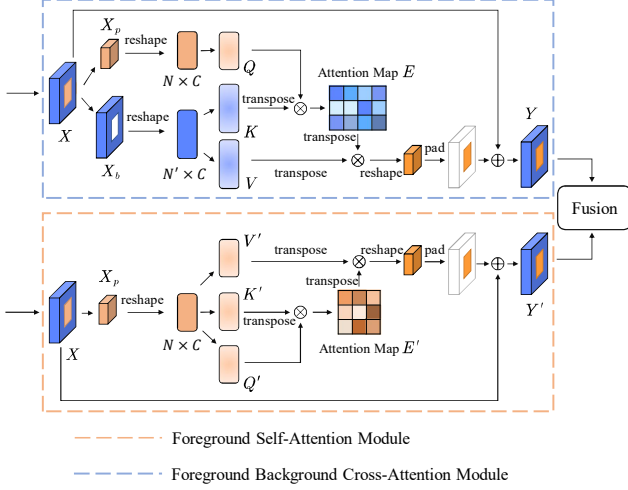 X_p
reshape
N × C
Q
Attention Map E
Y
X
reshape
transpose
K
transpose
X_b
N' × C
V
transpose
reshape
pad
Fusion
V'
transpose
reshape
pad
X_p
reshape
K'
transpose
transpose
X
N × C
Attention Map E'
Y'
Q'
Foreground Self-Attention Module
Foreground Background Cross-Attention Module